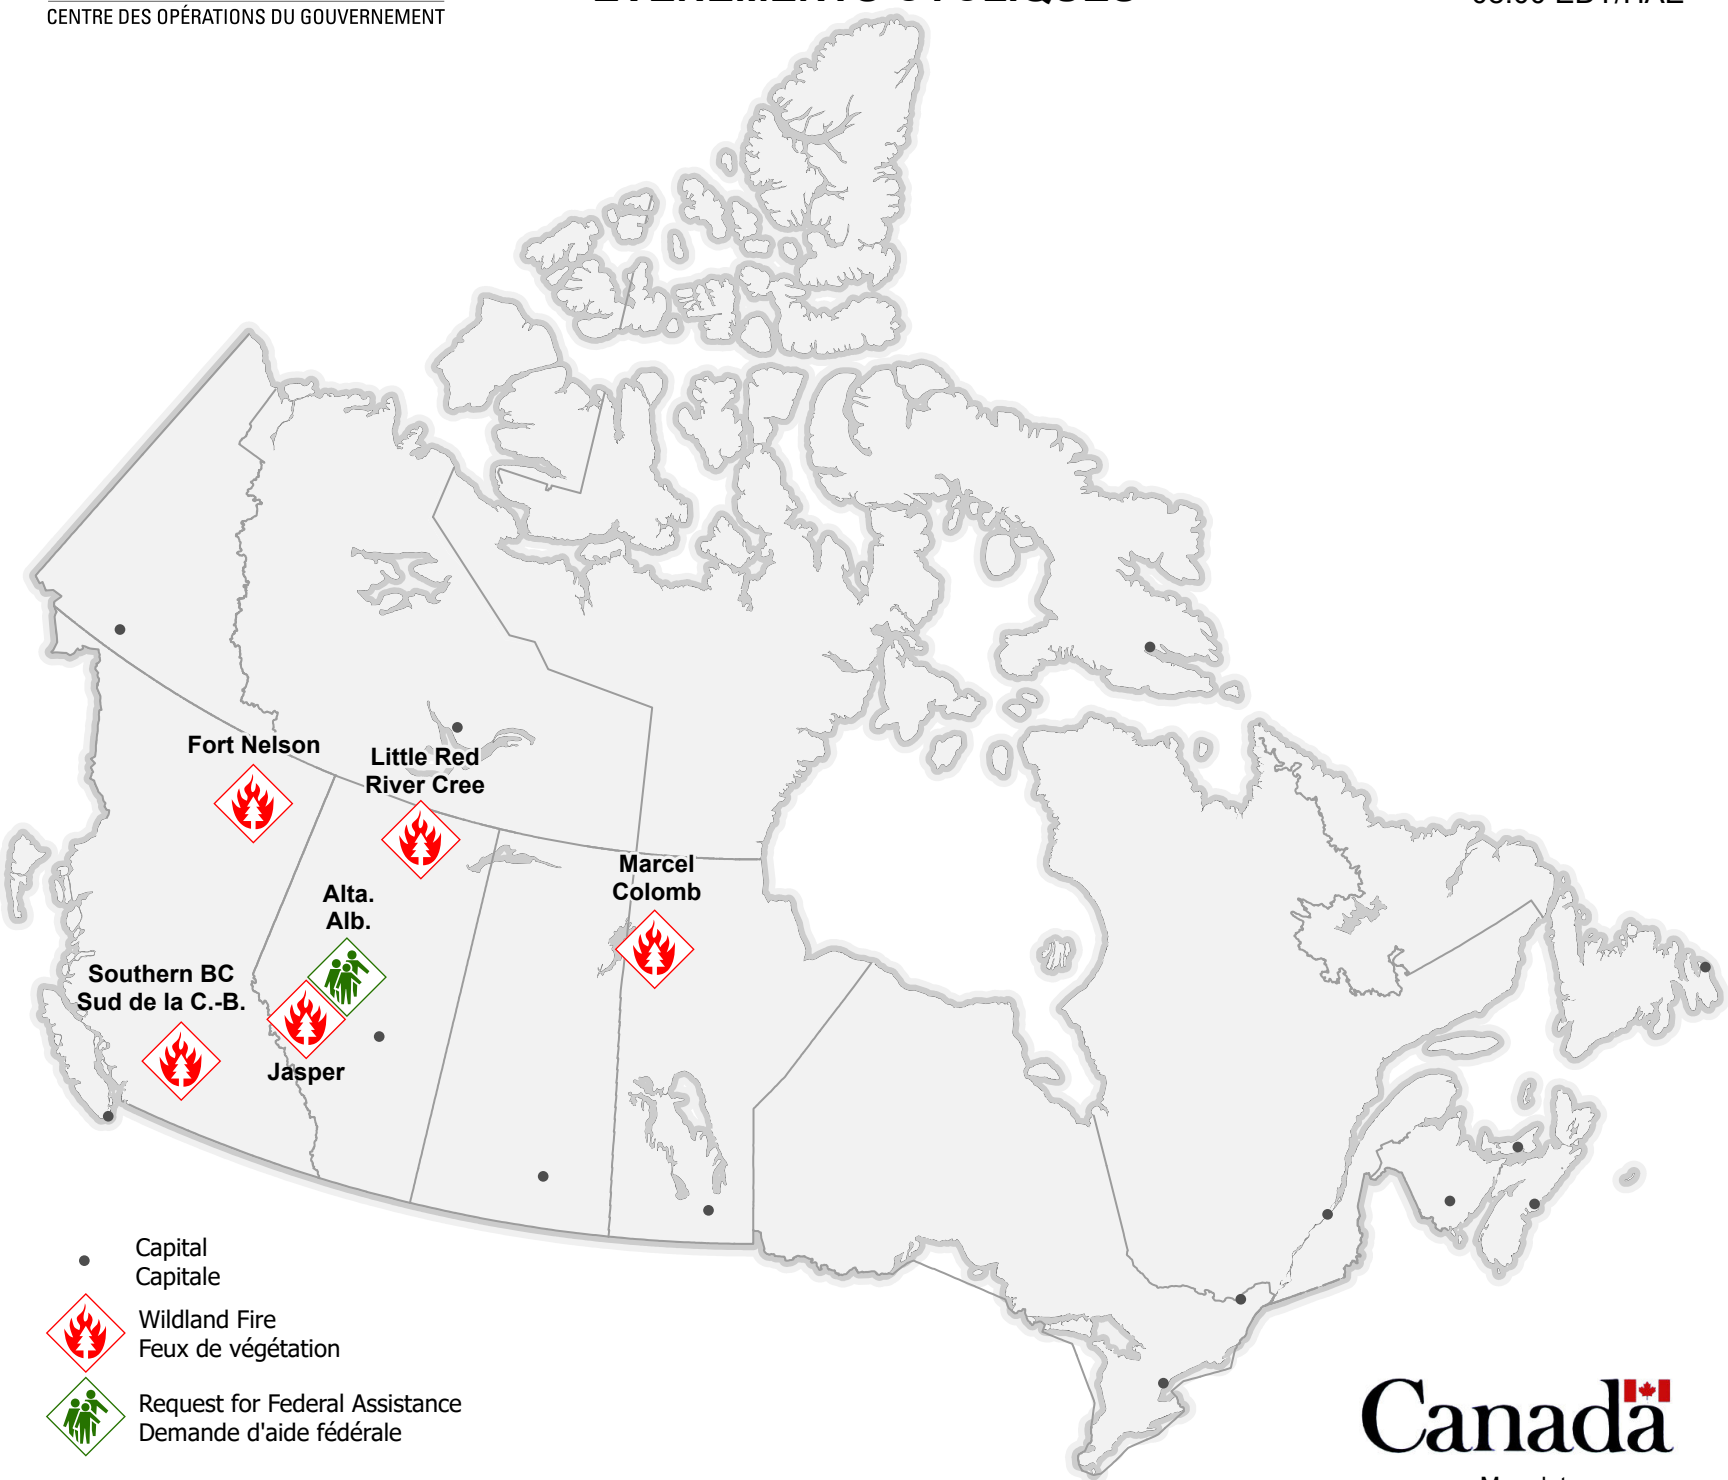 CENTRE DES OPÉRATIONS DU GOUVERNEMENT
Fort Nelson
Little Red
River Cree
Marcel
Colomb
Alta.
Alb.
Southern BC
Sud de la C.-B.
Jasper
Capital
Capitale
Wildland Fire
Feux de végétation
Request for Federal Assistance
Demande d'aide fédérale
Canada